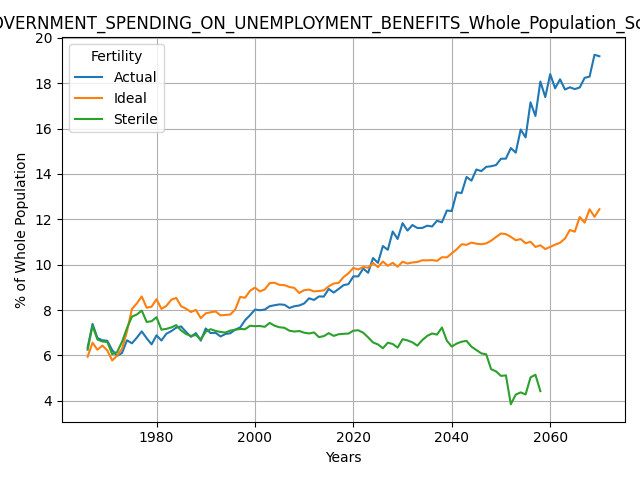 OVERNMENT_SPENDING_ON_UNEMPLOYMENT_BENEFITS_Whole_Population_So
Fertility
Actual
Ideal
Sterile
% of Whole Population
20
18
16
14
12
10
8
6
4
1980 2000 2020 2040 2060
Years